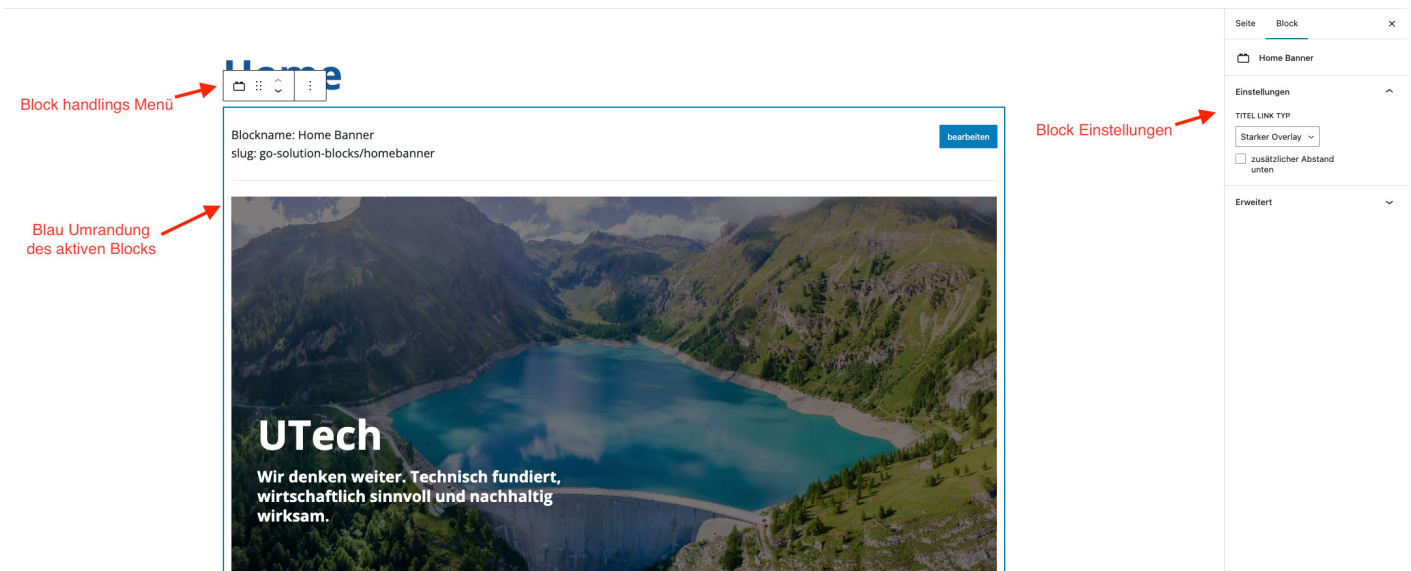 Seite Block
Home Banner
Home
Block handlings Menü
Einstellungen
TITEL LINK TYP
Starker Overlay
zusätzlicher Abstand
unten
Erweitert
Block Einstellungen
Blockname: Home Banner
slug: go-solution-blocks/homebanner
bearbeiten
Blau Umrandung
des aktiven Blocks
UTech
Wir denken weiter. Technisch fundiert,
wirtschaftlich sinnvoll und nachhaltig
wirksam.